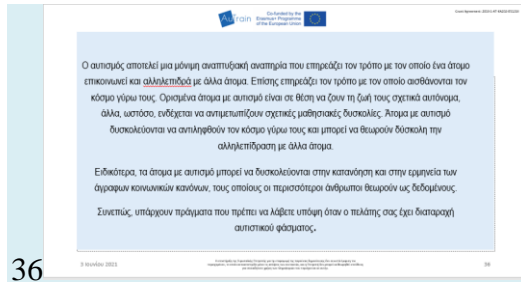 Autrain
Co-funded by the
Erasmus+ Programme
of the European Union
Ο αυτισμός αποτελεί μια μόνιμη αναπτυξιακή αναπηρία που επηρεάζει τον τρόπο με τον οποίο ένα άτομο
επικοινωνεί και αλληλεπιδρά με άλλα άτομα. Επίσης επηρεάζει τον τρόπο με τον οποίο αισθάνονται τον
κόσμο γύρω τους. Ορισμένα άτομα με αυτισμό είναι σε θέση να ζουν τη ζωή τους σχετικά αυτόνομα,
άλλα, ωστόσο, ενδέχεται να αντιμετωπίζουν σχετικές μαθησιακές δυσκολίες. Άτομα με αυτισμό
δυσκολεύονται να αντιληφθούν τον κόσμο γύρω τους και μπορεί να θεωρούν δύσκολη την
αλληλεπίδραση με άλλα άτομα.
Ειδικότερα, τα άτομα με αυτισμό μπορεί να δυσκολεύονται στην κατανόηση και στην ερμηνεία των
άγραφων κοινωνικών κανόνων, τους οποίους οι περισσότεροι άνθρωποι θεωρούν ως δεδομένους.
Συνεπώς, υπάρχουν πράγματα που πρέπει να λάβετε υπόψη όταν ο πελάτης σας έχει διαταραχή
αυτιστικού φάσματος.
3 Ιουνίου 2021
36
36